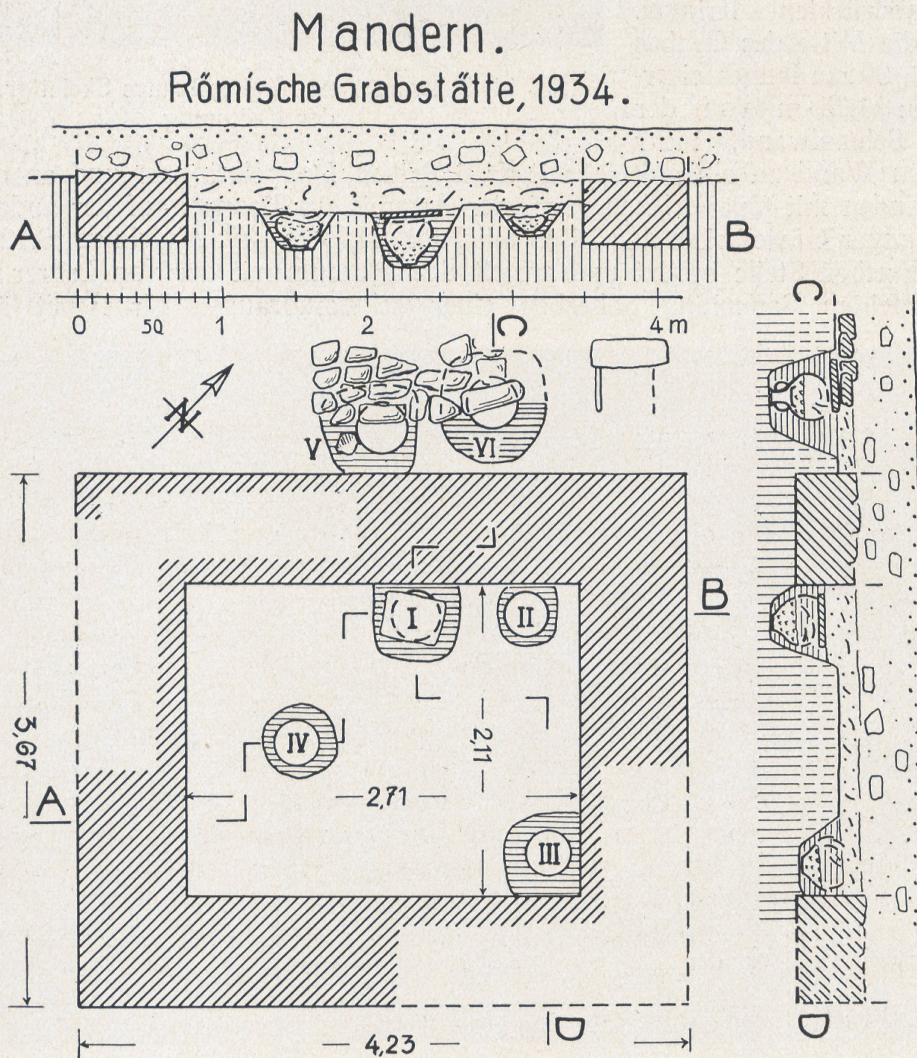 Mandern.
Römische Grabstätte, 1934.
A
B
0 50 1 2 4 m
C
C
N
V
VI
I
II
B
3,67
2,11
IV
A
2,71
III
D
D
4,23